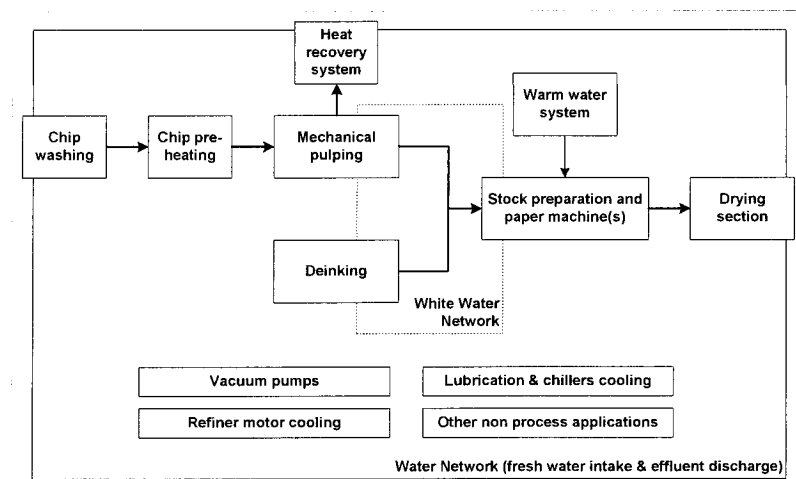 Heat
recovery
system
Warm water
system
Chip
washing
Chip pre-
heating
Mechanical
pulping
Stock preparation and
paper machine(s)
Drying
section
Deinking
White Water
Network
Vacuum pumps
Lubrication & chillers cooling
Refiner motor cooling
Other non process applications
Water Network (fresh water intake & effluent discharge)